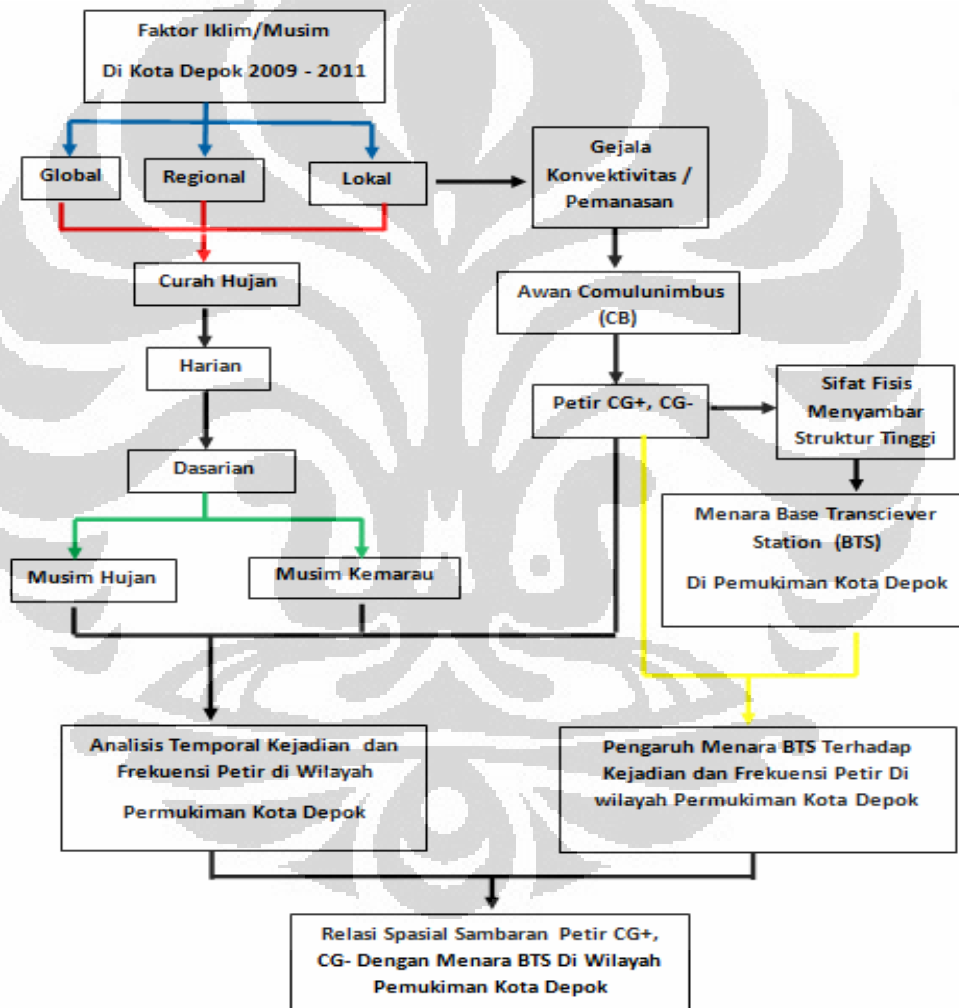 Faktor Iklim/Musim
Di Kota Depok 2009 - 2011
Global
Regional
Lokal
Gejala
Konvektivitas /
Pemanasan
Curah Hujan
Awan Comulunimbus
(CB)
Harian
Petir CG+, CG-
Sifat Fisis
Menyambar
Struktur Tinggi
Dasarian
Menara Base Transciever
Station (BTS)
Di Pemukiman Kota Depok
Musim Hujan
Musim Kemarau
Analisis Temporal Kejadian dan
Frekuensi Petir di Wilayah
Permukiman Kota Depok
Pengaruh Menara BTS Terhadap
Kejadian dan Frekuensi Petir Di
wilayah Permukiman Kota Depok
Relasi Spasial Sambaran Petir CG+,
CG- Dengan Menara BTS Di Wilayah
Pemukiman Kota Depok